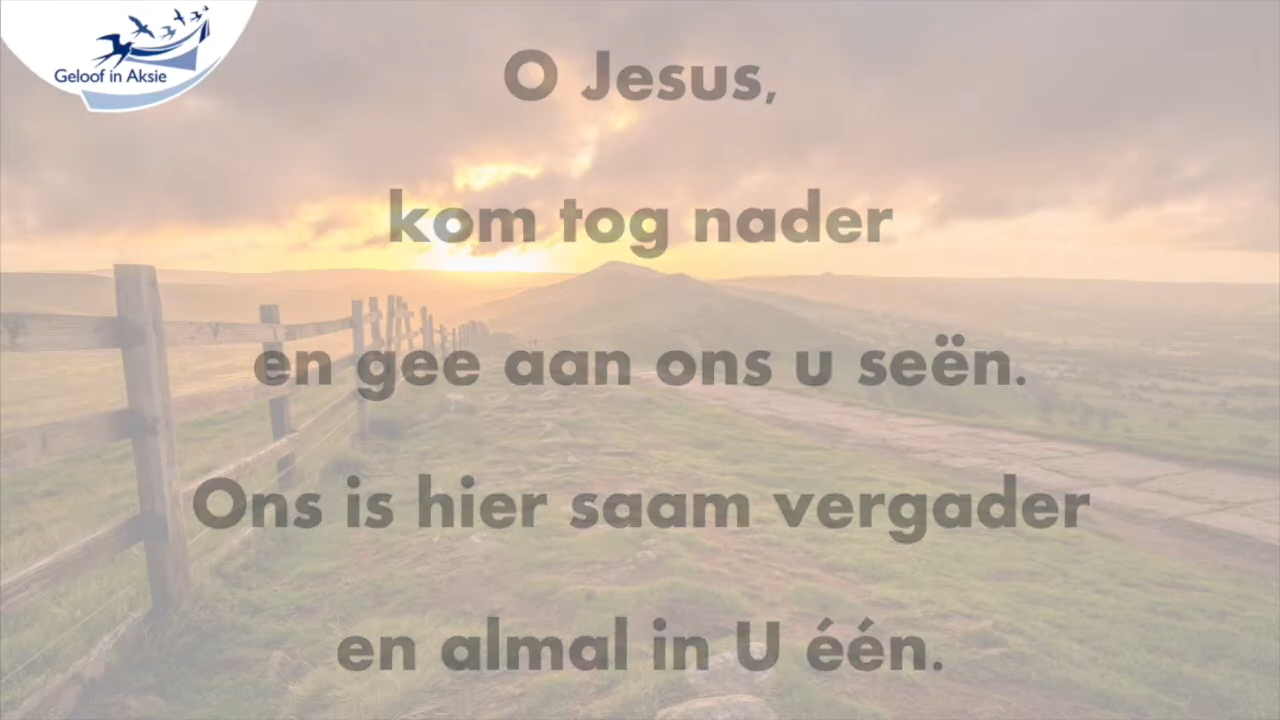 Geloof in Aksie
O Jesus,
kom tog nader
en gee aan ons u seën.
Ons is hier saam vergader
en almal in U één.